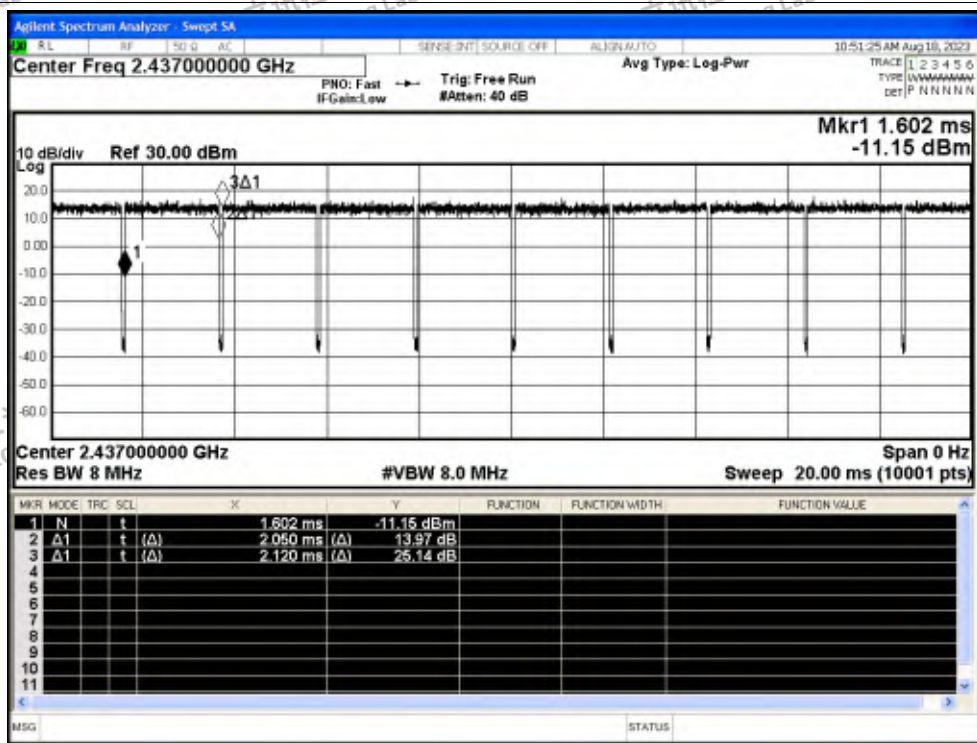 Agilent Spectrum Analyzer - Swept SA
RL RF 50 Ω AC SENSE:INT SOURCE OFF ALIGN AUTO 10:51:25 AM Aug 18, 2023
Center Freq 2.437000000 GHz
PNO: Fast
IFGain:Low
Trig: Free Run
#Atten: 40 dB
Avg Type: Log-Pwr
TRACE 1 2 3 4 5 6
TYPE
DET P N N N N N
Mkr1 1.602 ms
-11.15 dBm
10 dB/div Ref 30.00 dBm
Log
20.0
10.0
0.00
-10.0
-20.0
-30.0
-40.0
-50.0
-60.0
3Δ1
2Δ1
1
Center 2.437000000 GHz Span 0 Hz
Res BW 8 MHz #VBW 8.0 MHz Sweep 20.00 ms (10001 pts)
MKR MODE TRC SCL X Y FUNCTION FUNCTION WIDTH FUNCTION VALUE
1 N t 1.602 ms -11.15 dBm
2 Δ1 t (Δ) 2.050 ms (Δ) 13.97 dB
3 Δ1 t (Δ) 2.120 ms (Δ) 25.14 dB
4
5
6
7
8
9
10
11
MSG STATUS